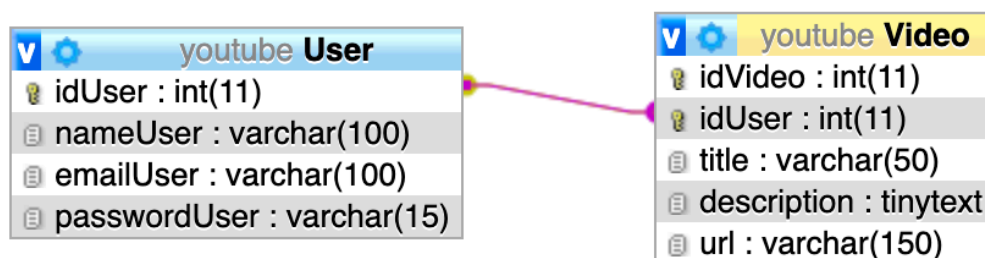 v youtube User
idUser : int(11)
nameUser : varchar(100)
emailUser : varchar(100)
passwordUser : varchar(15)
v youtube Video
idVideo : int(11)
idUser : int(11)
title : varchar(50)
description : tinytext
url : varchar(150)